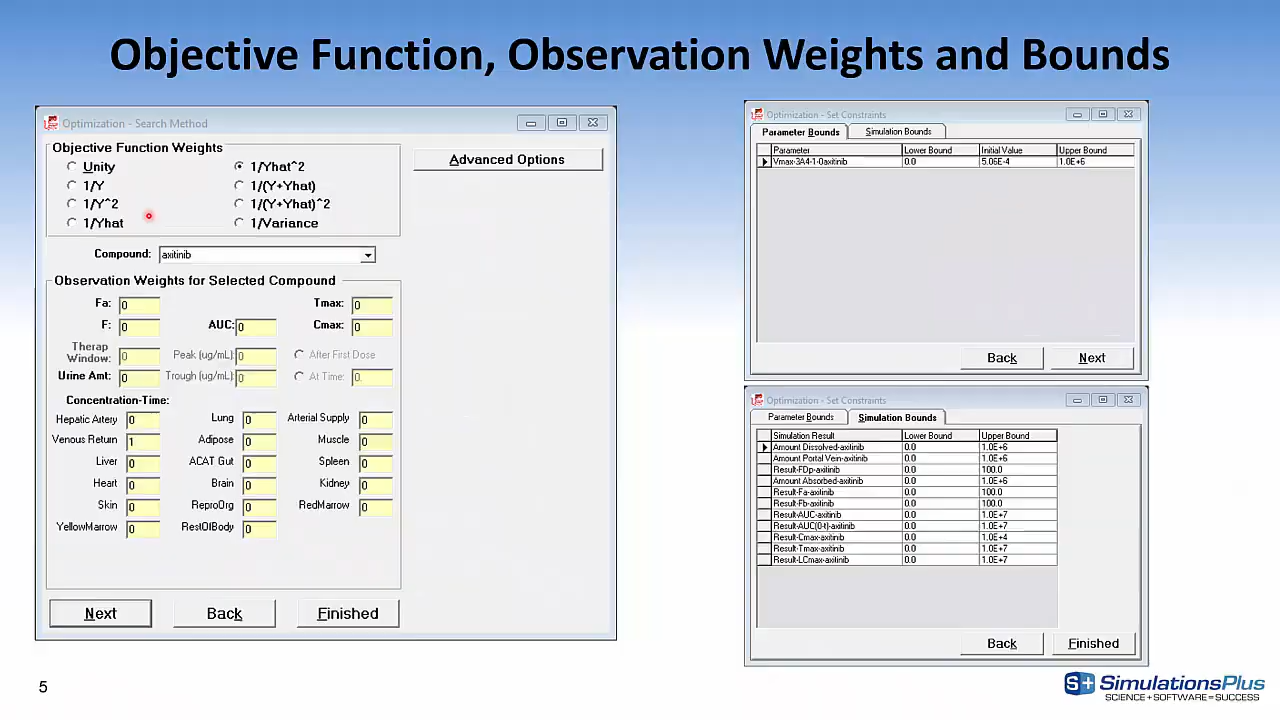 Objective Function, Observation Weights and Bounds
Optimization - Search Method
Objective Function Weights
Unity
1/Yhat^2
1/Y
1/(Y+Yhat)
1/Y^2
1/(Y+Yhat)^2
1/Yhat
1/Variance
Advanced Options
Compound: axitinib
Observation Weights for Selected Compound
Fa: 0 Tmax: 0
F: 0 AUC: 0 Cmax: 0
Therap Window: 0 Peak (ug/mL): 0 After First Dose
Urine Amt: 0 Trough (ug/mL): 0 At Time: 0.
Concentration-Time:
Hepatic Artery 0 Lung 0 Arterial Supply 0
Venous Return 1 Adipose 0 Muscle 0
Liver 0 ACAT Gut 0 Spleen 0
Heart 0 Brain 0 Kidney 0
Skin 0 ReproOrg 0 RedMarrow 0
YellowMarrow 0 RestOfBody 0
Next Back Finished
Optimization - Set Constraints
Parameter Bounds Simulation Bounds
Parameter Lower Bound Initial Value Upper Bound
Vmax-3A4-1-0axitinib 0.0 5.06E-4 1.0E+6
Back Next
Optimization - Set Constraints
Parameter Bounds Simulation Bounds
Simulation Result Lower Bound Upper Bound
Amount Dissolved-axitinib 0.0 1.0E+6
Amount Portal Vein-axitinib 0.0 1.0E+6
Result-FDp-axitinib 0.0 100.0
Amount Absorbed-axitinib 0.0 1.0E+6
Result-Fa-axitinib 0.0 100.0
Result-Fb-axitinib 0.0 100.0
Result-AUC-axitinib 0.0 1.0E+7
Result-AUC(0-t)-axitinib 0.0 1.0E+7
Result-Cmax-axitinib 0.0 1.0E+4
Result-Tmax-axitinib 0.0 1.0E+7
Result-LCmax-axitinib 0.0 1.0E+7
Back Finished
5
S+ SimulationsPlus
SCIENCE + SOFTWARE = SUCCESS